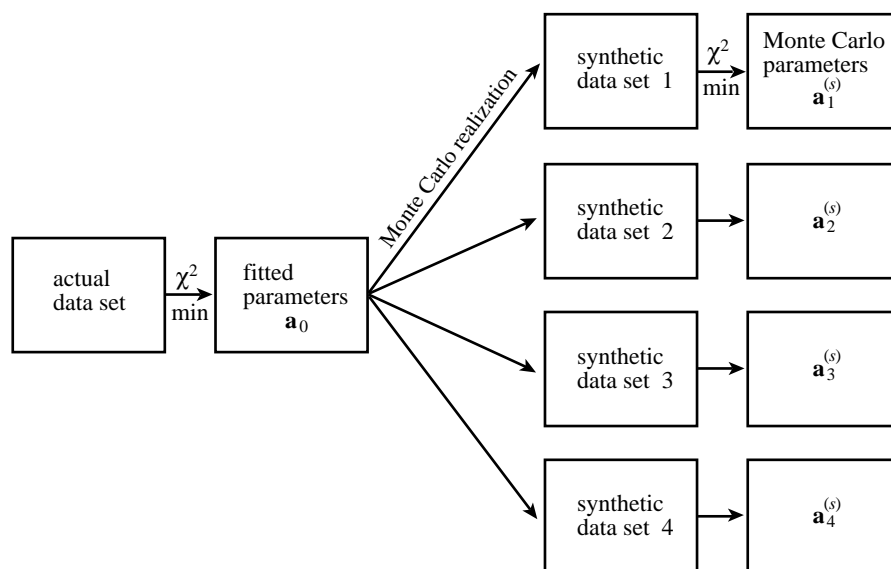 actual
data set
χ²
min
fitted
parameters
𝐚₀
Monte Carlo realization
synthetic
data set 1
χ²
min
Monte Carlo
parameters
𝐚₁⁽ˢ⁾
synthetic
data set 2
𝐚₂⁽ˢ⁾
synthetic
data set 3
𝐚₃⁽ˢ⁾
synthetic
data set 4
𝐚₄⁽ˢ⁾